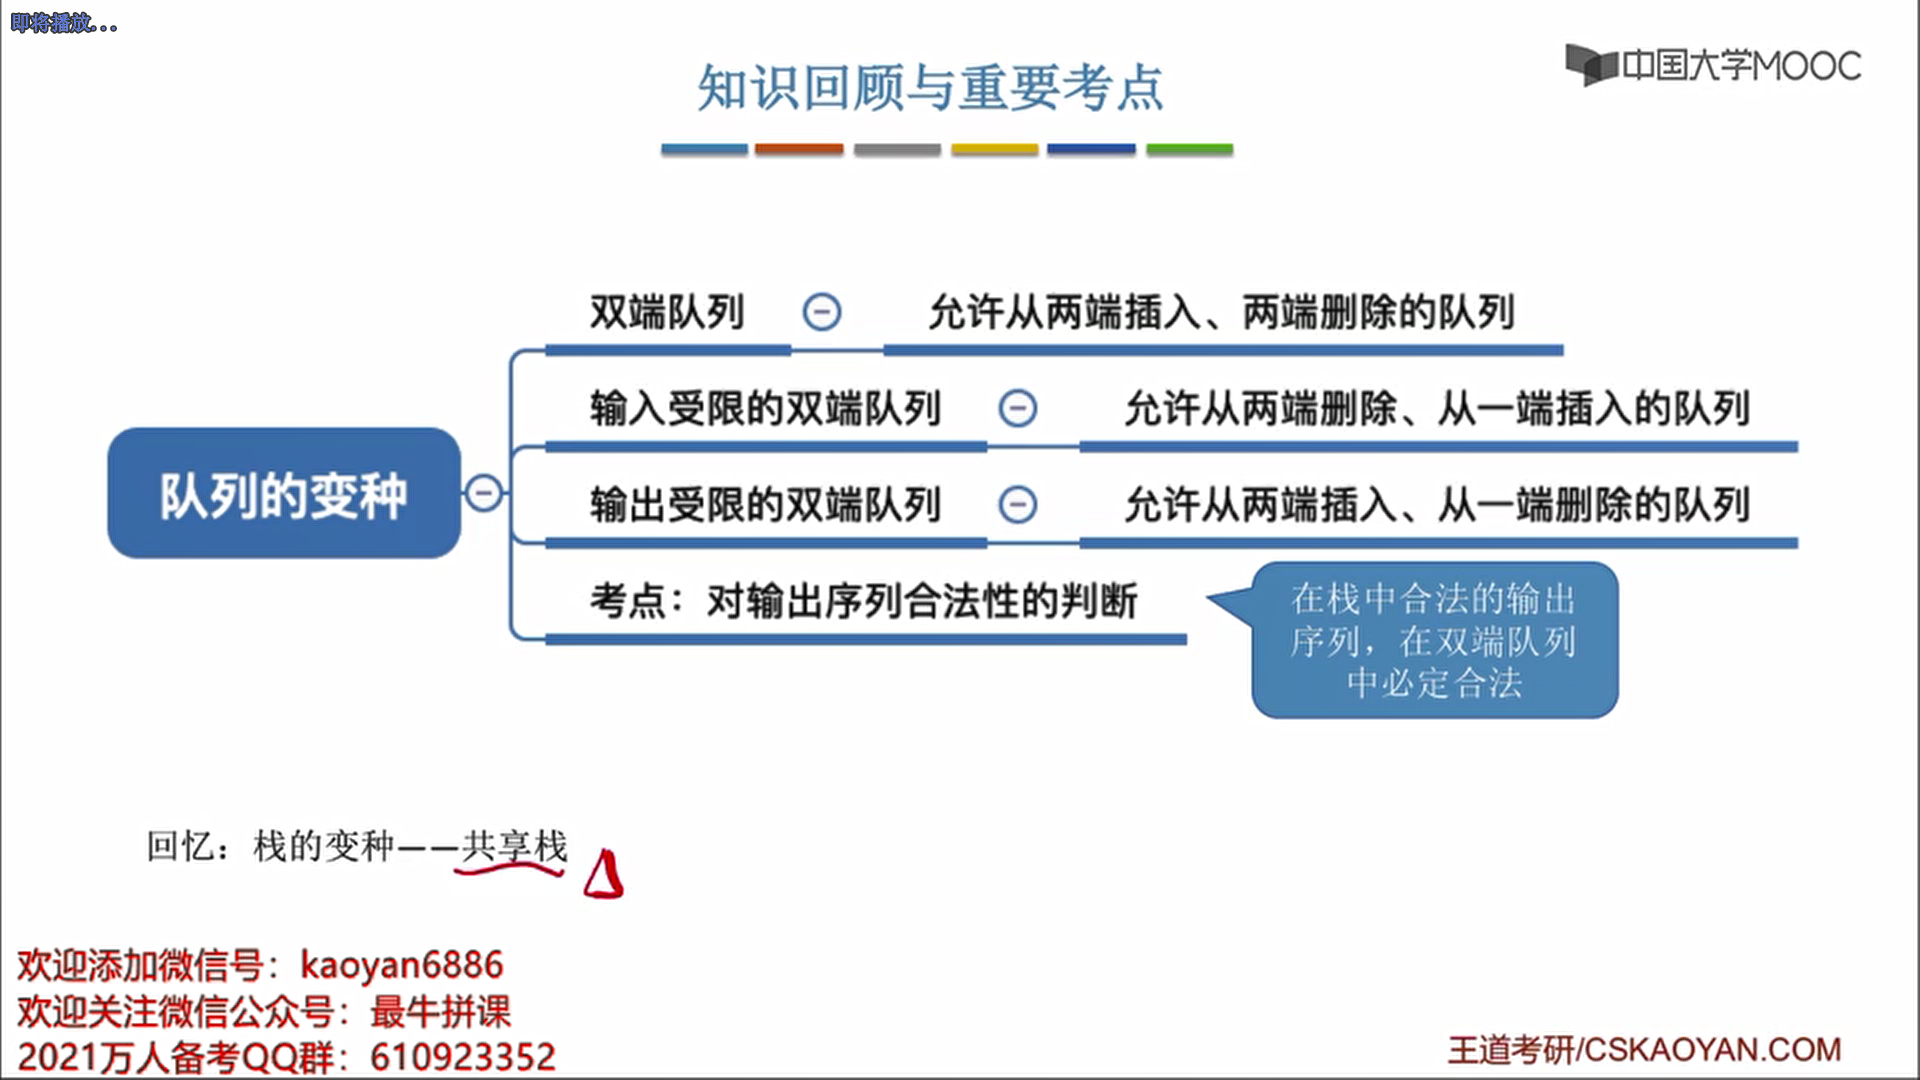 即将播放...
中国大学MOOC
知识回顾与重要考点
双端队列
允许从两端插入、两端删除的队列
输入受限的双端队列
允许从两端删除、从一端插入的队列
队列的变种
输出受限的双端队列
允许从两端插入、从一端删除的队列
考点：对输出序列合法性的判断
在栈中合法的输出
序列，在双端队列
中必定合法
回忆：栈的变种——共享栈
欢迎添加微信号：kaoyan6886
欢迎关注微信公众号：最牛拼课
2021万人备考QQ群：610923352
王道考研/CSKAOYAN.COM